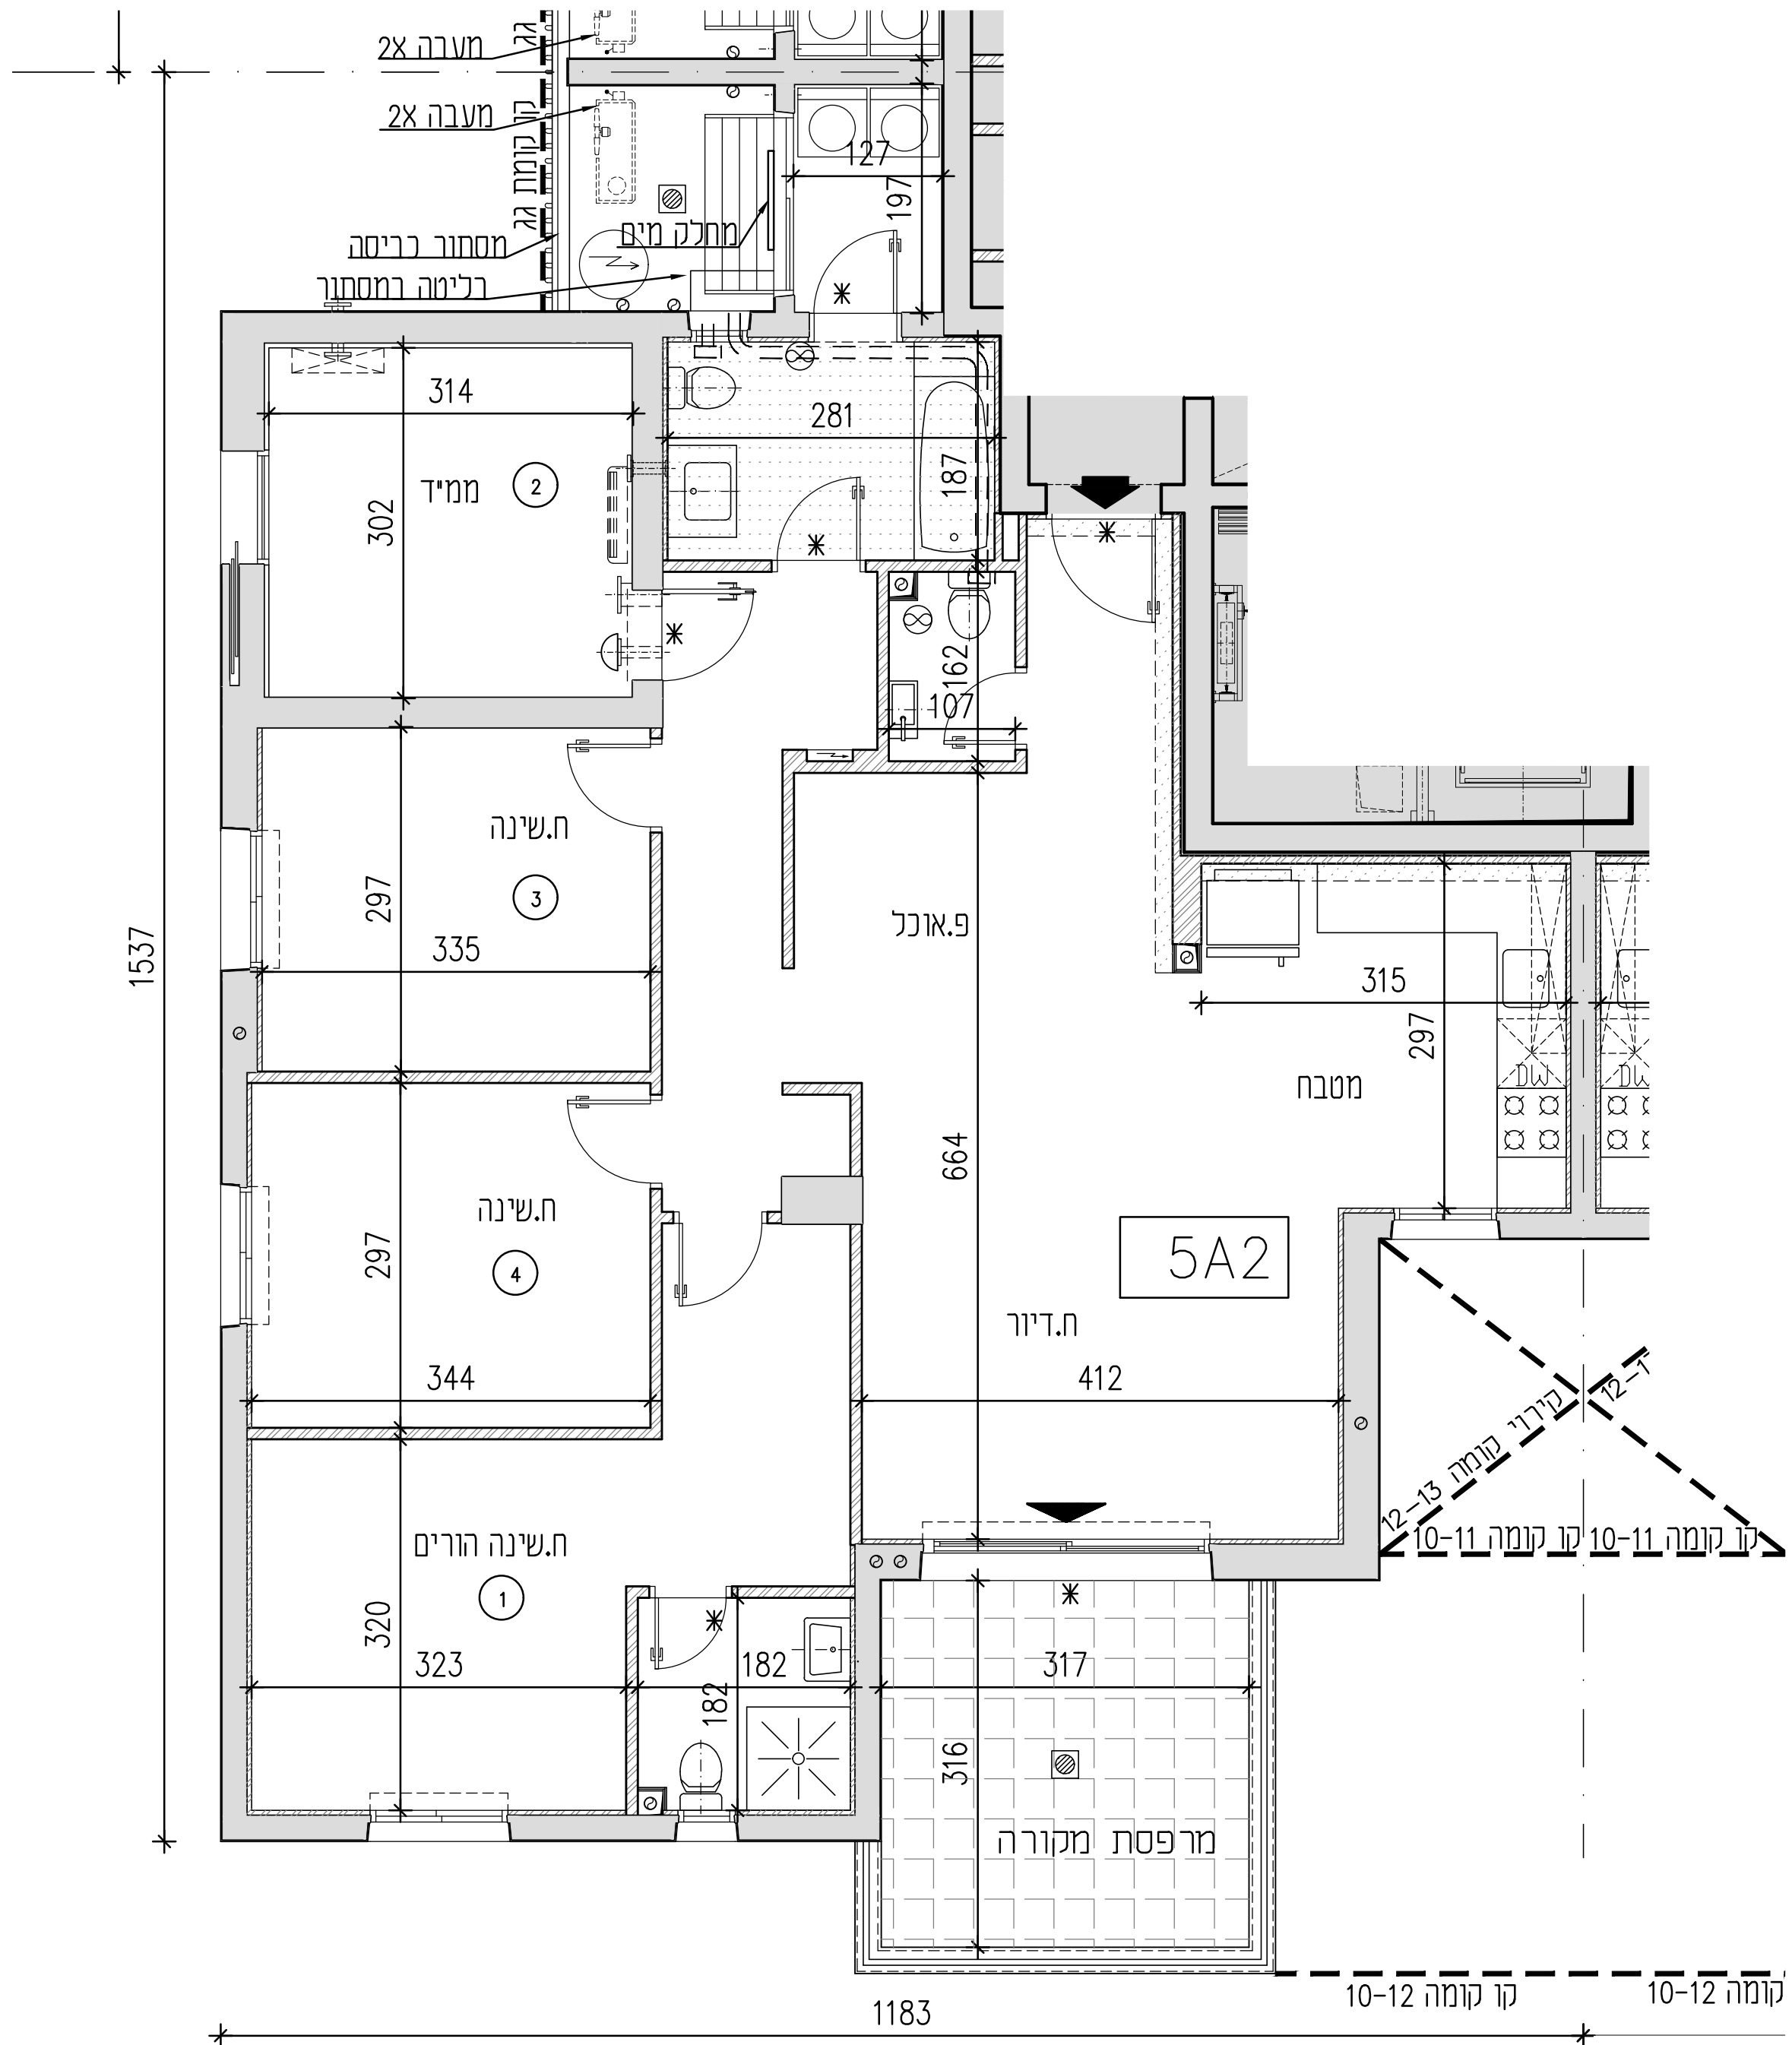 מעבה 2X
גג
מעבה 2X
קו קומת גג
127
197
מחלק מים
מסתור כביסה
בליטה במסתור
314
281
187
ממ"ד
2
302
162
107
ח.שינה
3
297
335
פ.אוכל
1537
315
297
מטבח
DW
DW
664
ח.שינה
4
297
5A2
ח.דיור
344
412
קירוי קומה 12-13
קו קומה 10-11
קו קומה 10-11
ח.שינה הורים
1
320
323
182
182
317
316
מרפסת מקורה
קו קומה 10-12
קומה 10-12
1183